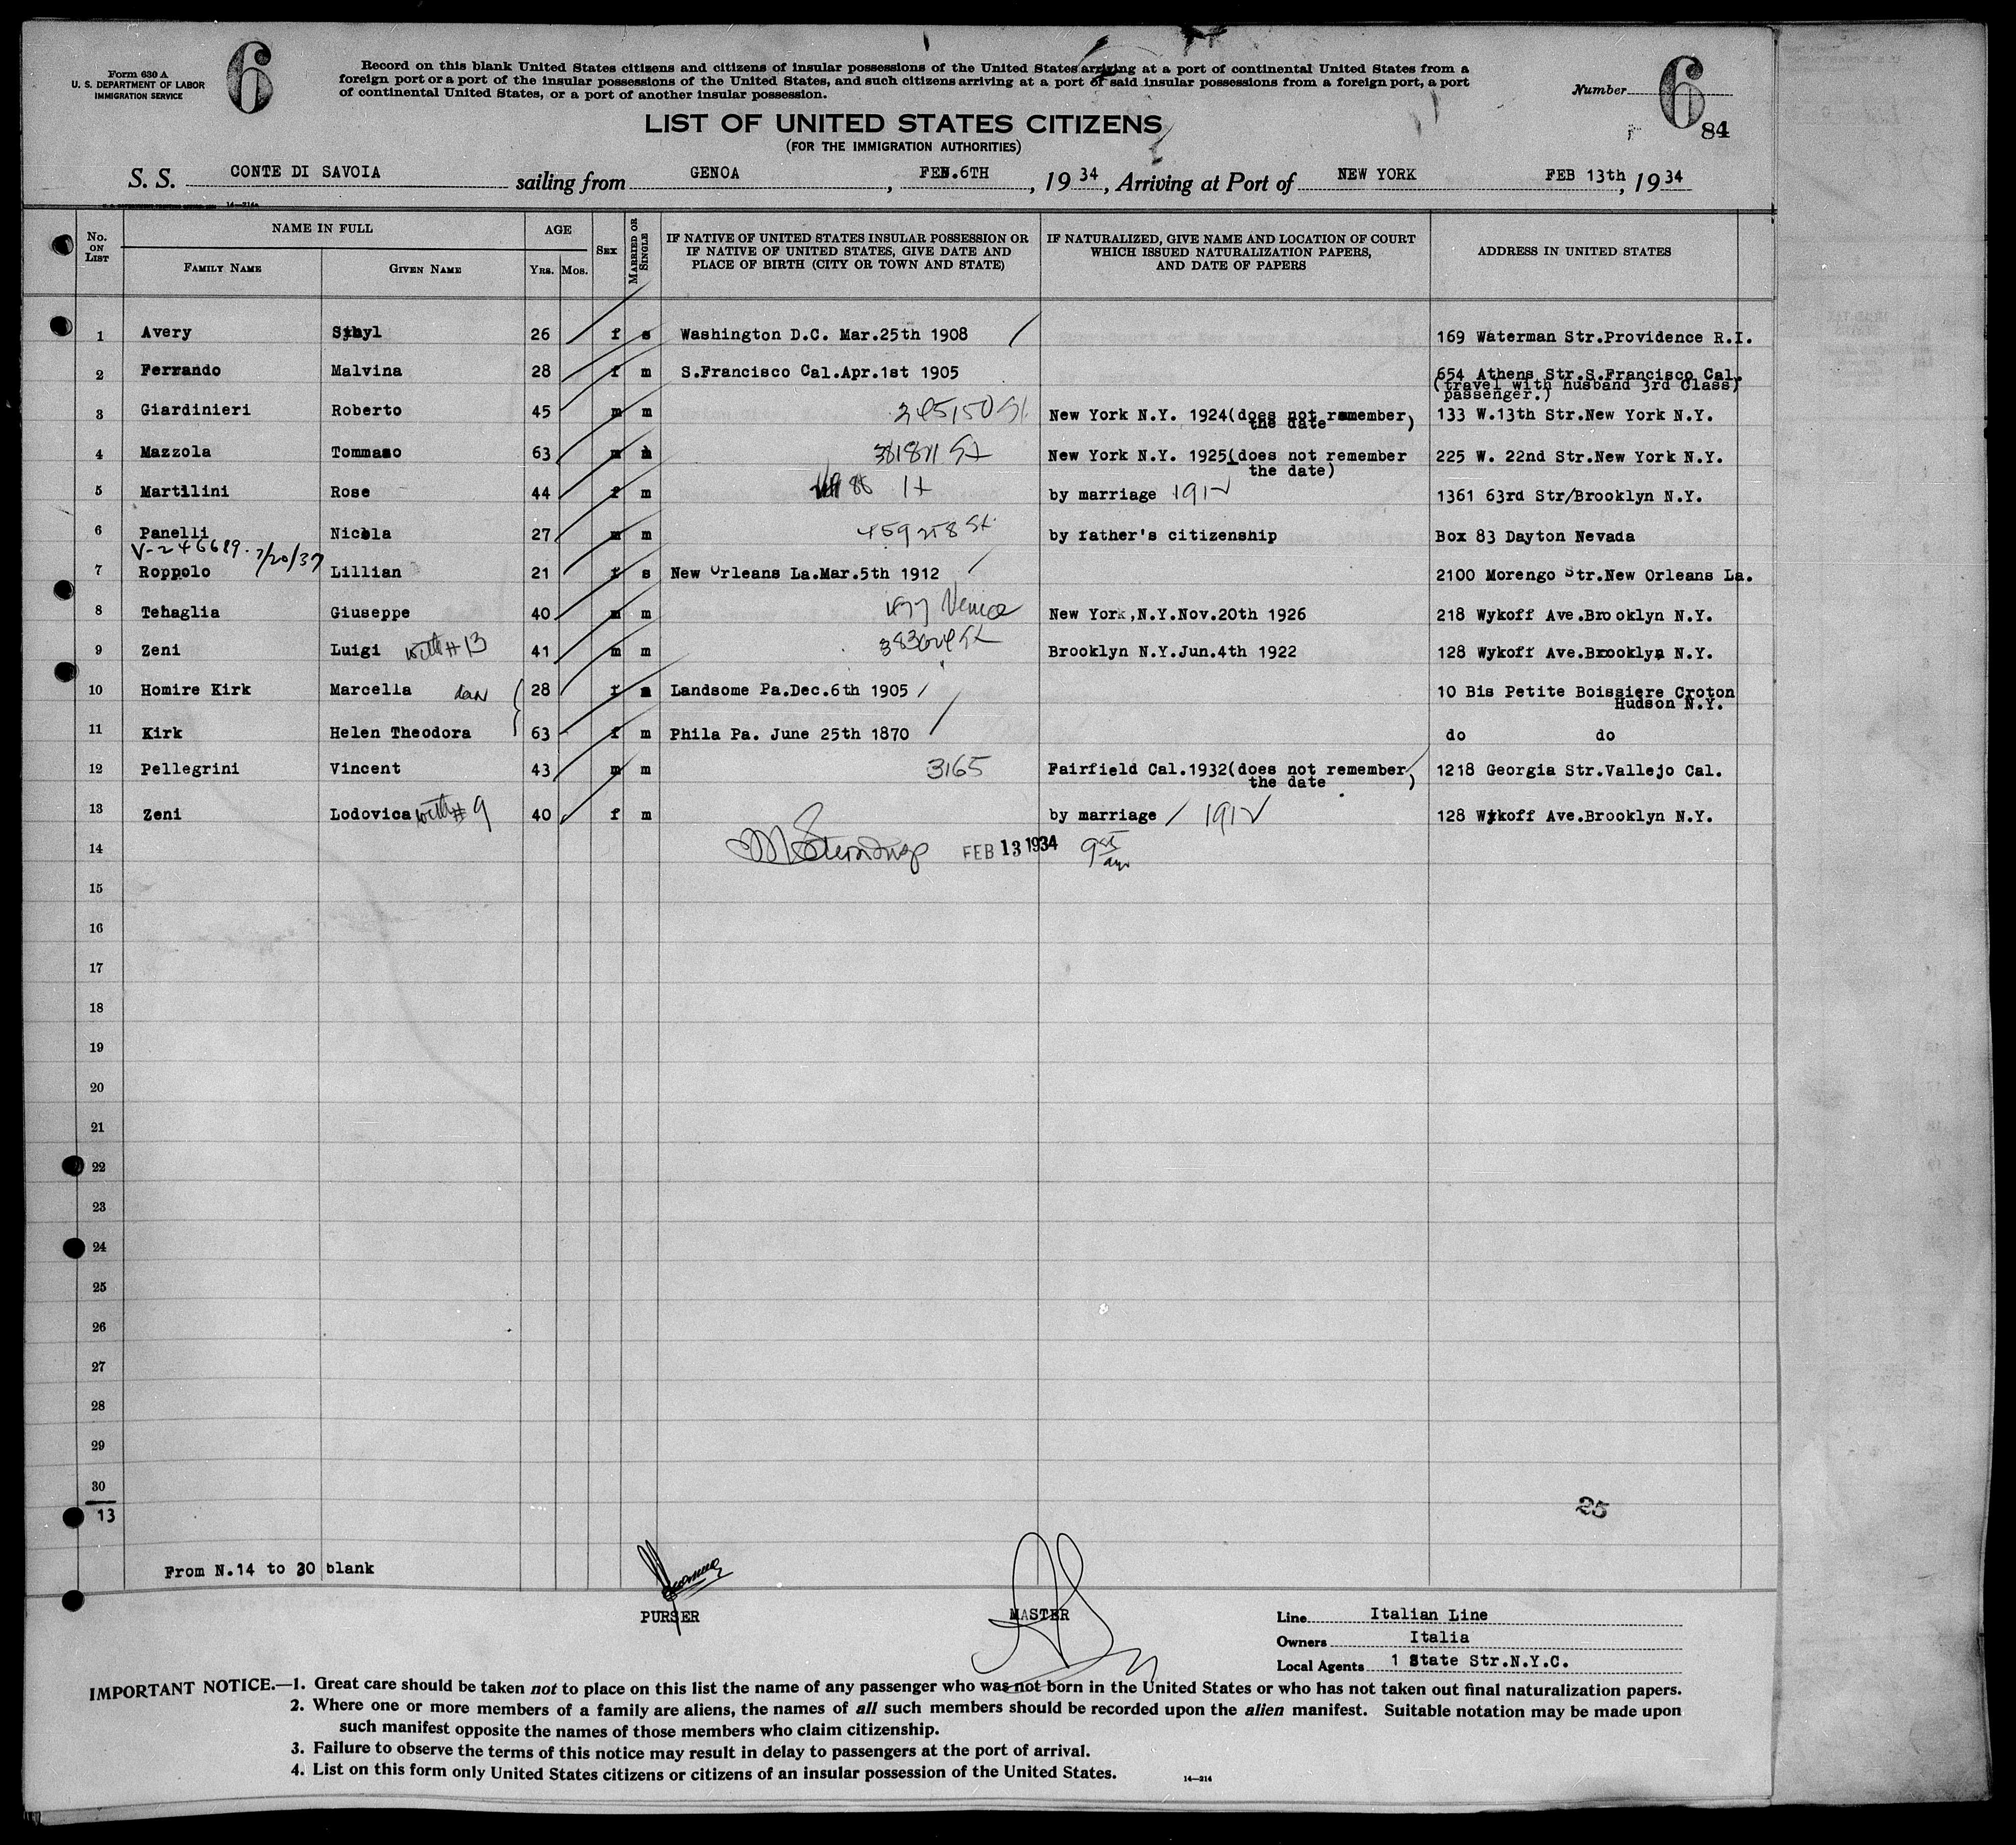 Form 630 A
U. S. DEPARTMENT OF LABOR
IMMIGRATION SERVICE
6
Record on this blank United States citizens and citizens of insular possessions of the United States arriving at a port of continental United States from a
foreign port or a port of the insular possessions of the United States, and such citizens arriving at a port of said insular possessions from a foreign port, a port
of continental United States, or a port of another insular possession.
Number 6
84
LIST OF UNITED STATES CITIZENS
(FOR THE IMMIGRATION AUTHORITIES)
S. S. CONTE DI SAVOIA sailing from GENOA, FEB.6TH, 1934, Arriving at Port of NEW YORK FEB 13th, 1934
No. ON LIST NAME IN FULL AGE SEX MARRIED OR SINGLE IF NATIVE OF UNITED STATES INSULAR POSSESSION OR IF NATIVE OF UNITED STATES, GIVE DATE AND PLACE OF BIRTH (CITY OR TOWN AND STATE) IF NATURALIZED, GIVE NAME AND LOCATION OF COURT WHICH ISSUED NATURALIZATION PAPERS, AND DATE OF PAPERS ADDRESS IN UNITED STATES
FAMILY NAME GIVEN NAME YRS. MOS.
1 Avery Sibyl 26 f s Washington D.C. Mar.25th 1908 169 Waterman Str.Providence R.I.
2 Ferrando Malvina 28 f m S.Francisco Cal.Apr.1st 1905 654 Athens Str.S.Francisco Cal.
(travel with husband 3rd Class
passenger.)
3 Giardinieri Roberto 45 m m New York N.Y. 1924(does not remember 133 W.13th Str.New York N.Y.
the date )
4 Mazzola Tommaso 63 m 381811 St New York N.Y. 1925(does not remember 225 W. 22nd Str.New York N.Y.
the date)
5 Martilini Rose 44 f m by marriage 1912 1361 63rd Str/Brooklyn N.Y.
6 Panelli Nicola 27 m m 459258 St. by father's citizenship Box 83 Dayton Nevada
V-246689. 7/20/37
7 Roppolo Lillian 21 f s New Orleans La.Mar.5th 1912 2100 Morengo Str.New Orleans La.
8 Tehaglia Giuseppe 40 m m Venice New York,N.Y.Nov.20th 1926 218 Wykoff Ave.Brooklyn N.Y.
9 Zeni Luigi with #13 41 m m Brooklyn N.Y.Jun.4th 1922 128 Wykoff Ave.Brooklyn N.Y.
10 Homire Kirk Marcella dau 28 f s Landsome Pa.Dec.6th 1905 10 Bis Petite Boissiere Croton
Hudson N.Y.
11 Kirk Helen Theodora 63 f m Phila Pa. June 25th 1870 do do
12 Pellegrini Vincent 43 m m 3165 Fairfield Cal.1932(does not remember 1218 Georgia Str.Vallejo Cal.
the date )
13 Zeni Lodovica with #9 40 f m by marriage 1912 128 Wykoff Ave.Brooklyn N.Y.
14 FEB 13 1934
15
16
17
18
19
20
21
22
23
24
25
26
27
28
29
30
13
25
From N.14 to 30 blank
PURSER MASTER
Line Italian Line
Owners Italia
Local Agents 1 State Str.N.Y.C.
IMPORTANT NOTICE.—1. Great care should be taken not to place on this list the name of any passenger who was not born in the United States or who has not taken out final naturalization papers.
2. Where one or more members of a family are aliens, the names of all such members should be recorded upon the alien manifest. Suitable notation may be made upon
such manifest opposite the names of those members who claim citizenship.
3. Failure to observe the terms of this notice may result in delay to passengers at the port of arrival.
4. List on this form only United States citizens or citizens of an insular possession of the United States.
14—214